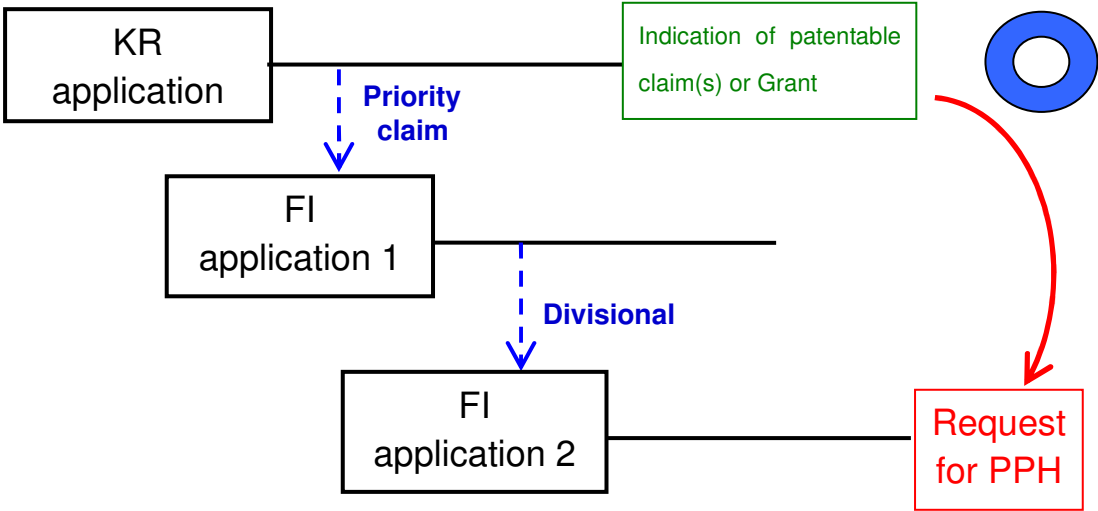 KR
application
Indication of patentable
claim(s) or Grant
Priority
claim
FI
application 1
Divisional
FI
application 2
Request
for PPH